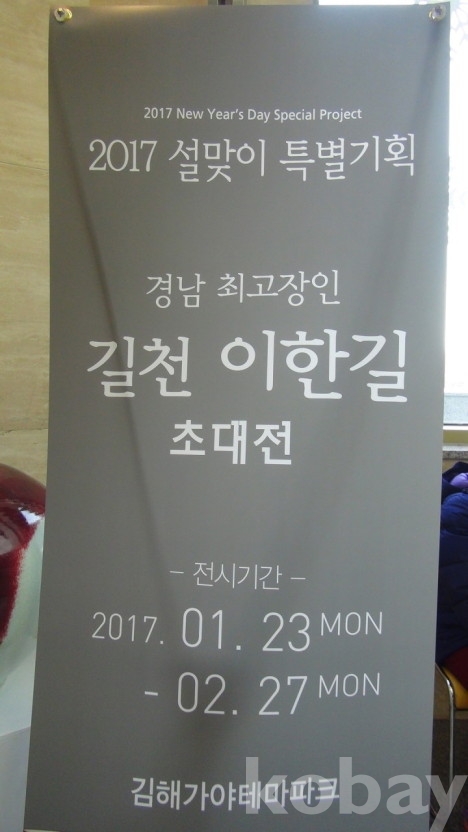 2017 New Year's Day Special Project
2017 설맞이 특별기획
경남 최고장인
길천 이한길
초대전
- 전시기간 -
2017. 01. 23 MON
- 02. 27 MON
김해가야테마파크
kobay